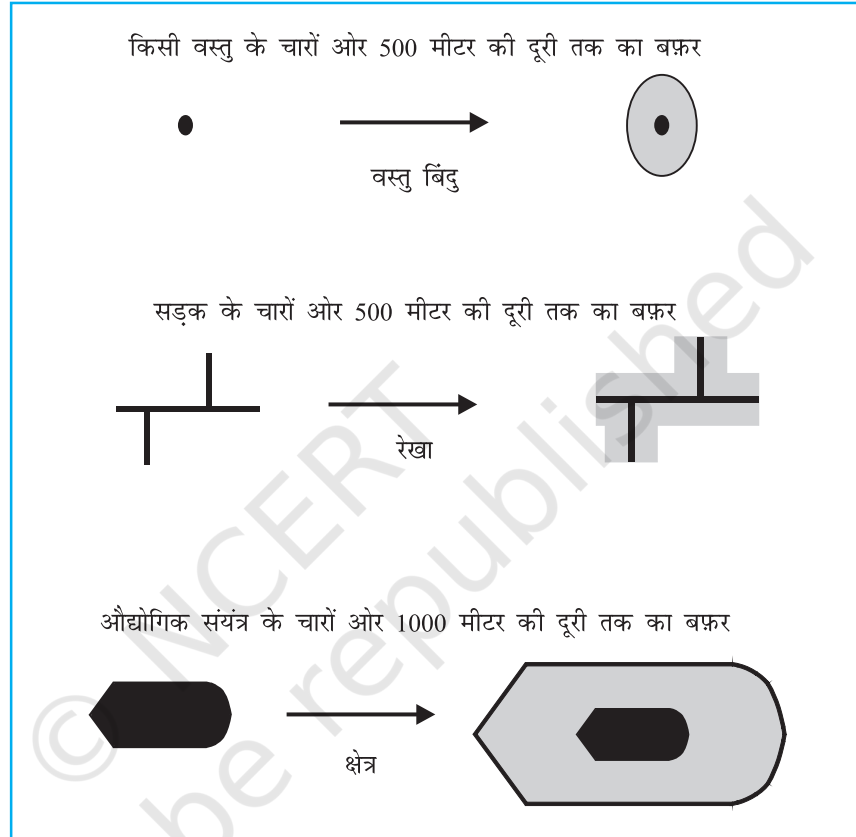 किसी वस्तु के चारों ओर 500 मीटर की दूरी तक का बफ़र
वस्तु बिंदु
सड़क के चारों ओर 500 मीटर की दूरी तक का बफ़र
रेखा
औद्योगिक संयंत्र के चारों ओर 1000 मीटर की दूरी तक का बफ़र
क्षेत्र
© NCERT
be republished